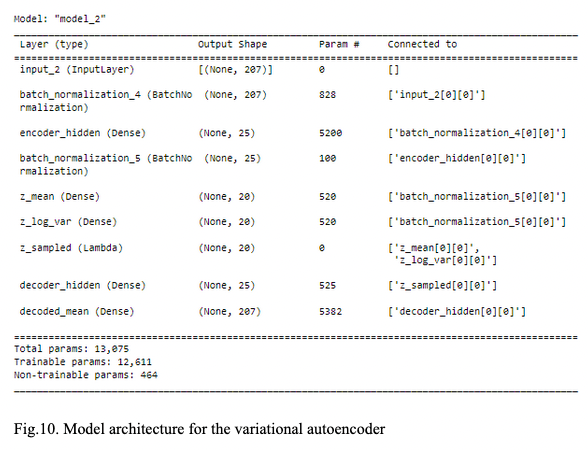 Model: "model_2"
Layer (type) Output Shape Param # Connected to
input_2 (InputLayer) [(None, 207)] 0 []
batch_normalization_4 (BatchNo (None, 207) 828 ['input_2[0][0]']
rmalization)
encoder_hidden (Dense) (None, 25) 5200 ['batch_normalization_4[0][0]']
batch_normalization_5 (BatchNo (None, 25) 100 ['encoder_hidden[0][0]']
rmalization)
z_mean (Dense) (None, 20) 520 ['batch_normalization_5[0][0]']
z_log_var (Dense) (None, 20) 520 ['batch_normalization_5[0][0]']
z_sampled (Lambda) (None, 20) 0 ['z_mean[0][0]',
'z_log_var[0][0]']
decoder_hidden (Dense) (None, 25) 525 ['z_sampled[0][0]']
decoded_mean (Dense) (None, 207) 5382 ['decoder_hidden[0][0]']
Total params: 13,075
Trainable params: 12,611
Non-trainable params: 464
Fig.10. Model architecture for the variational autoencoder